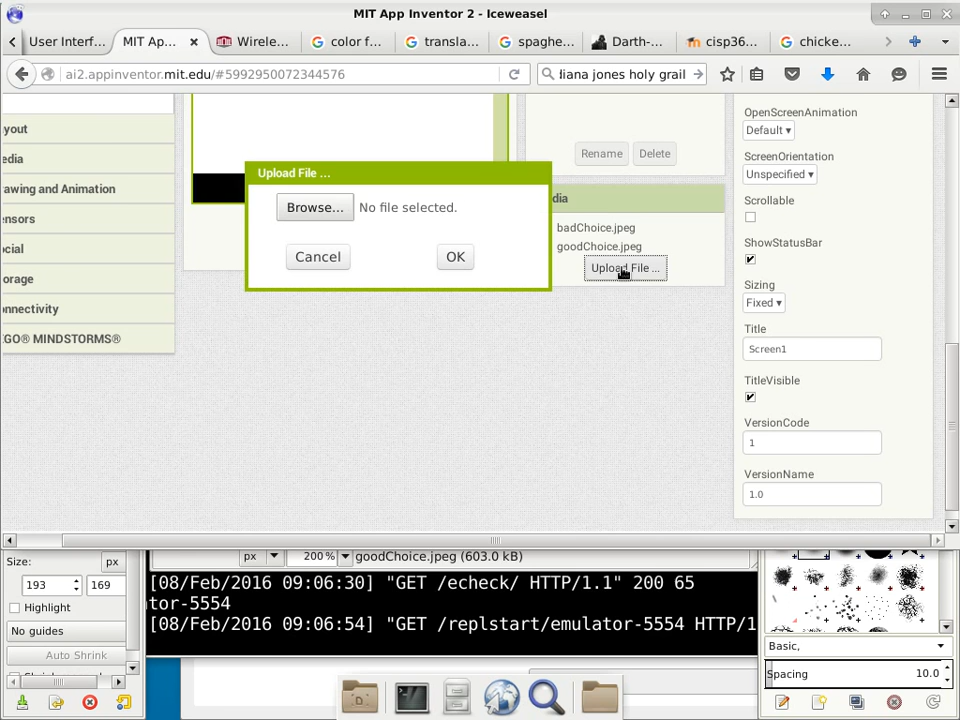 MIT App Inventor 2 - Iceweasel
User Interf...
MIT Ap...
Wirele...
color f...
transla...
spaghe...
Darth-...
cisp36...
chicke...
ai2.appinventor.mit.edu/#5992950072344576
diana jones holy grail
yout
edia
rawing and Animation
ensors
ocial
orage
onnectivity
GO® MINDSTORMS®
Upload File ...
Browse... No file selected.
Cancel OK
Rename Delete
dia
badChoice.jpeg
goodChoice.jpeg
Upload File ...
OpenScreenAnimation
Default
ScreenOrientation
Unspecified
Scrollable
ShowStatusBar
Sizing
Fixed
Title
Screen1
TitleVisible
VersionCode
1
VersionName
1.0
Size: px
193 169
Highlight
No guides
Auto Shrink
px 200% goodChoice.jpeg (603.0 kB)
[08/Feb/2016 09:06:30] "GET /echeck/ HTTP/1.1" 200 65
tor-5554
[08/Feb/2016 09:06:54] "GET /replstart/emulator-5554 HTTP/1
Basic,
Spacing 10.0